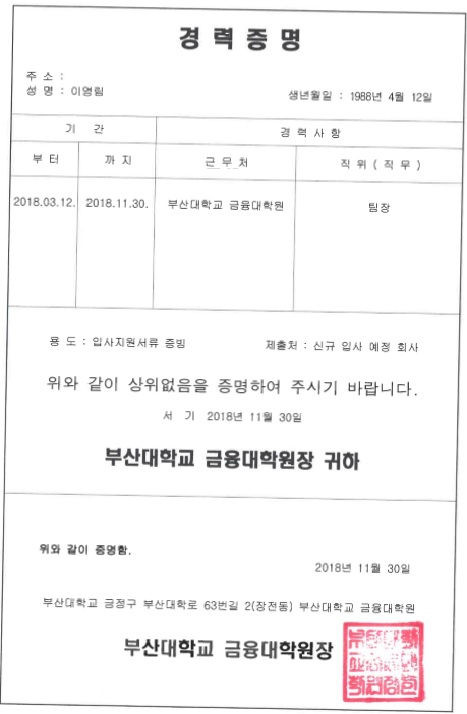 경력증명
주 소 :
성 명 : 이영림
생년월일 : 1988년 4월 12일
기 간 경력사항
부 터 까 지 근 무 처 직 위 ( 직 무 )
2018.03.12. 2018.11.30. 부산대학교 금융대학원 팀장
용 도 : 입사지원서류 증빙 제출처 : 신규 입사 예정 회사
위와 같이 상위없음을 증명하여 주시기 바랍니다.
서 기 2018년 11월 30일
부산대학교 금융대학원장 귀하
위와 같이 증명함.
2018년 11월 30일
부산대학교 금정구 부산대학로 63번길 2(장전동) 부산대학교 금융대학원
부산대학교 금융대학원장